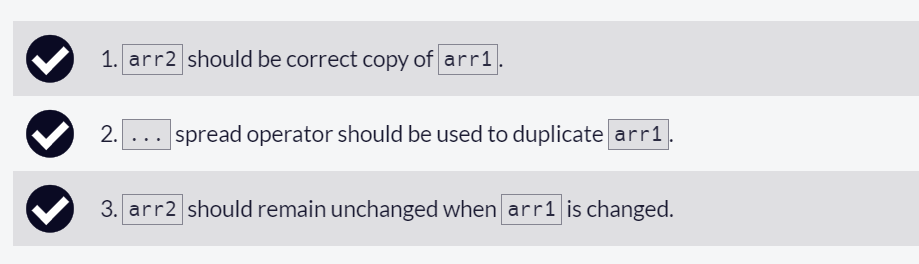 1. arr2 should be correct copy of arr1.
2. ... spread operator should be used to duplicate arr1.
3. arr2 should remain unchanged when arr1 is changed.